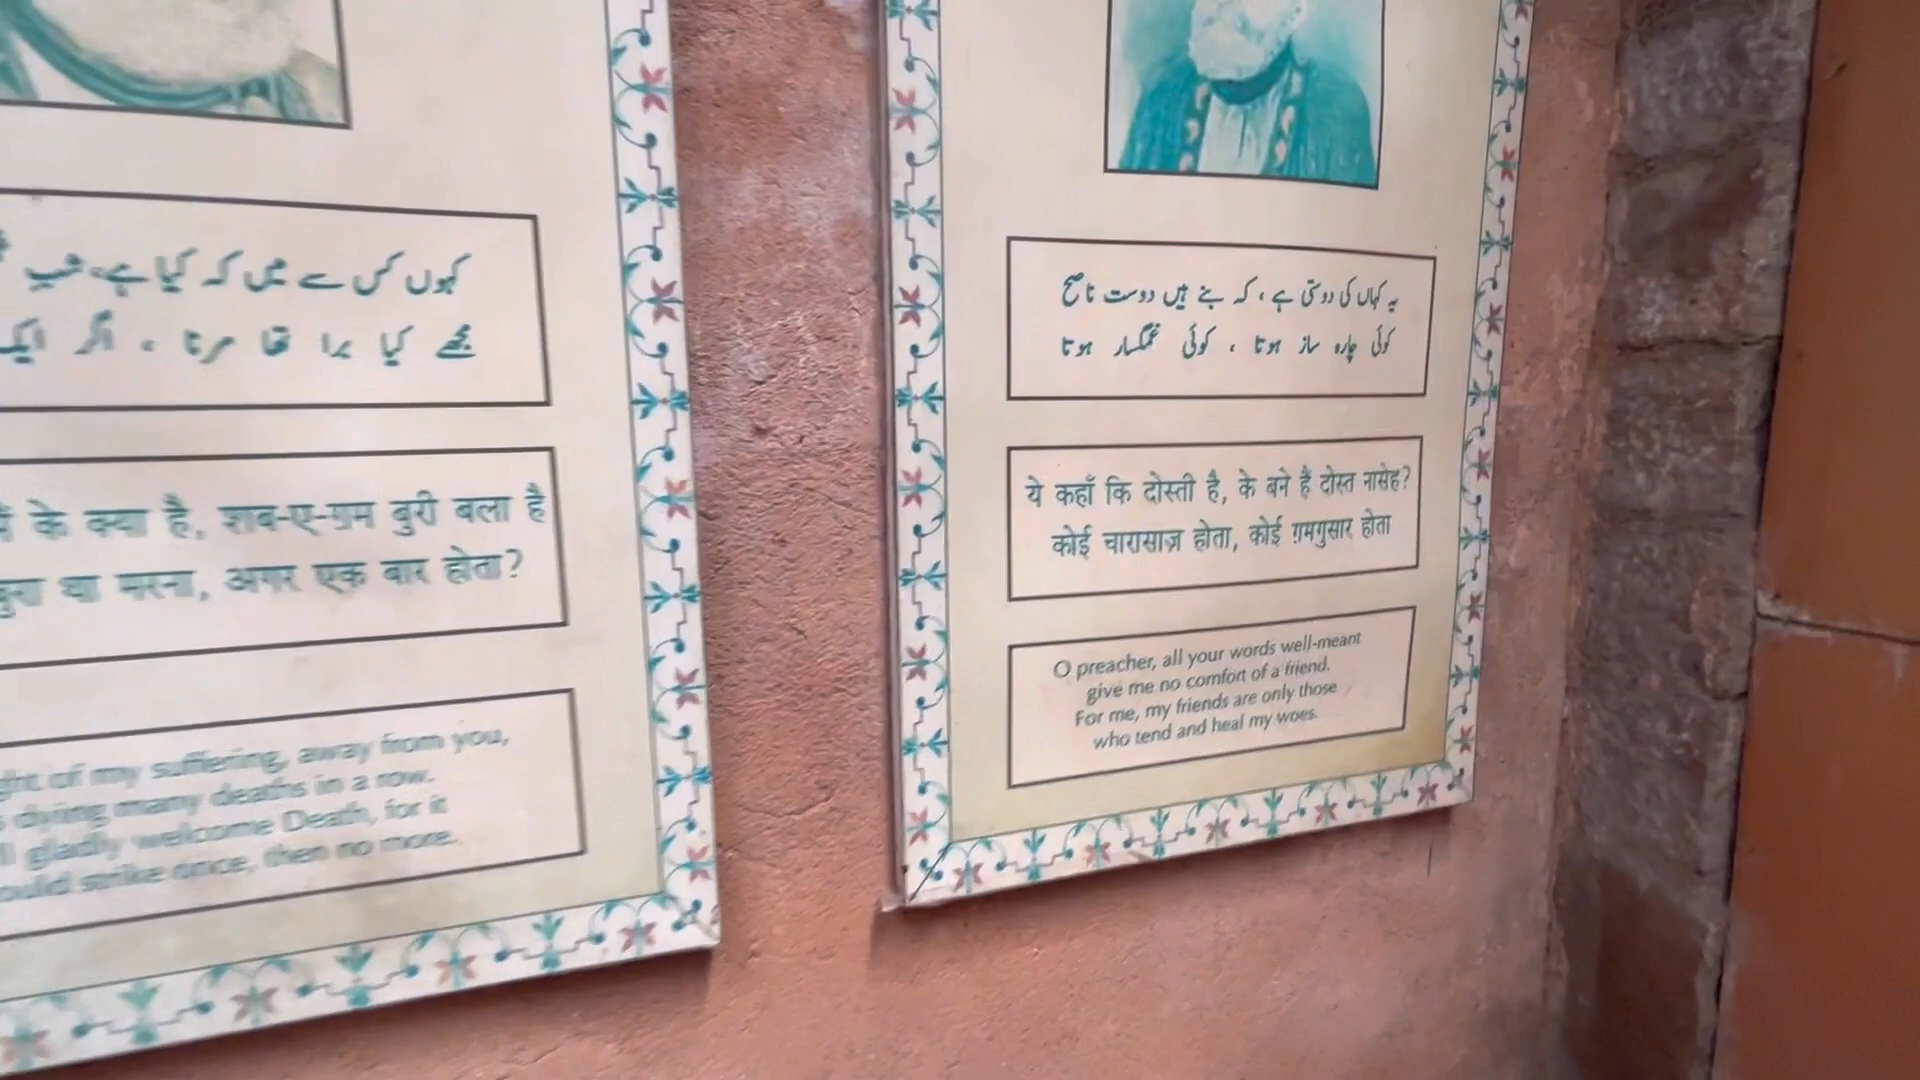 کہوں کس سے میں کہ کیا ہے، شبِ
مجھے کیا برا تھا مرنا ، اگر ایک
के क्या है, शब-ए-ग़म बुरी बला है
बुरा था मरना, अगर एक बार होता?
of my suffering, away from you,
dying many deaths in a row.
gladly welcome Death, for it
strike once, then no more.
یہ کہاں کی دوستی ہے ، کہ بنے ہیں دوست ناصح
کوئی چارہ ساز ہوتا ، کوئی غمگسار ہوتا
ये कहाँ कि दोस्ती है, के बने हैं दोस्त नासेह?
कोई चारासाज़ होता, कोई ग़मगुसार होता
O preacher, all your words well-meant
give me no comfort of a friend.
For me, my friends are only those
who tend and heal my woes.